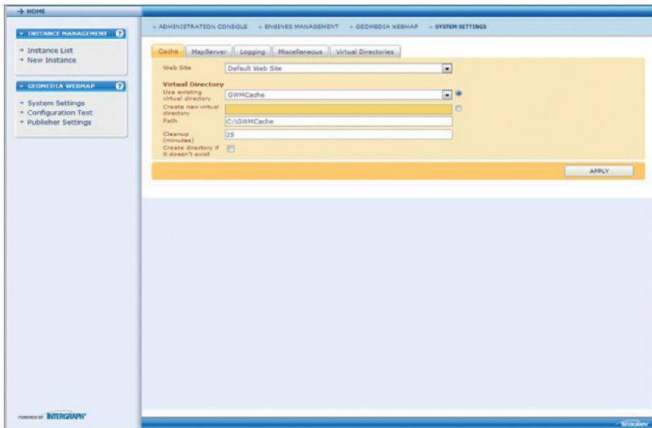 HOME
INSTANCE MANAGEMENT ?
Instance List
New Instance
GEOMEDIA WEBMAP ?
System Settings
Configuration Test
Publisher Settings
POWERED BY INTERGRAPH
ADMINISTRATION CONSOLE ENGINES MANAGEMENT GEOMEDIA WEBMAP SYSTEM SETTINGS
Cache MapServer Logging Miscellaneous Virtual Directories
Web Site Default Web Site
Virtual Directory
Use existing
virtual directory GWMCache
Create new virtual
directory
Path C:\GWMCache
Cleanup
(minutes) 25
Create directory if
it doesn't exist
APPLY
INTERGRAPH